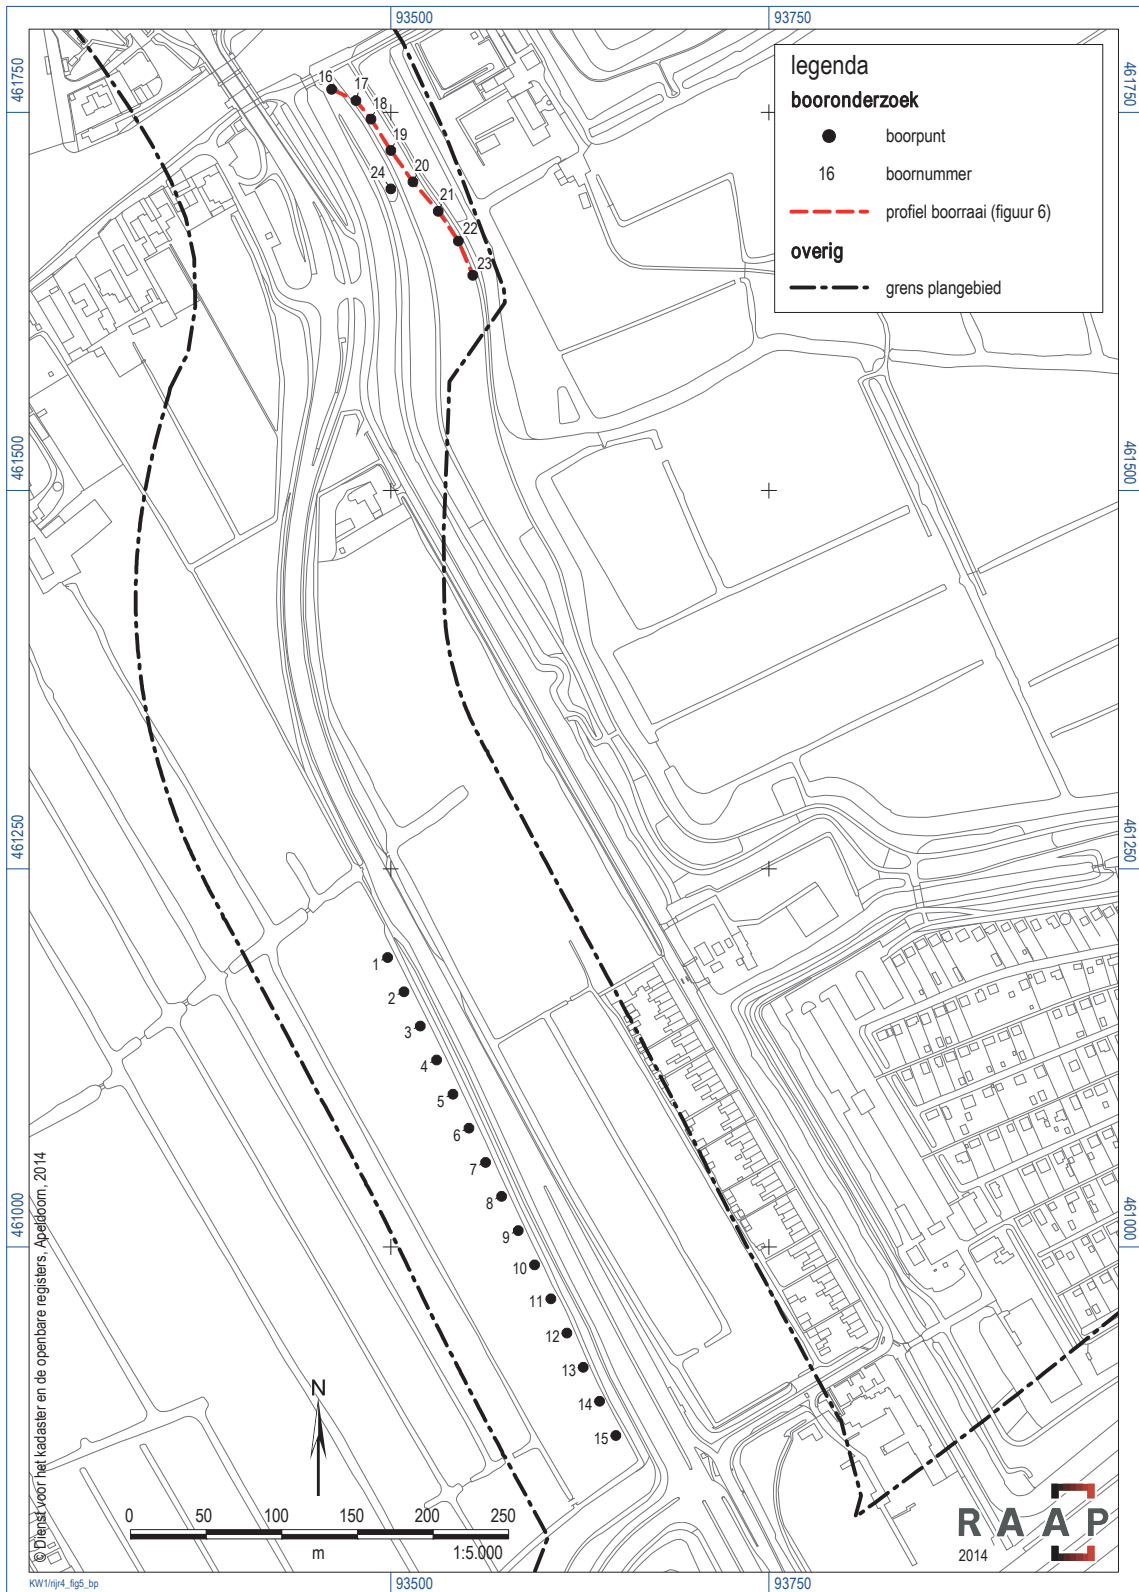 93500
93750
461750
461750
461500
461500
461250
461250
461000
461000
legenda
booronderzoek
boorpunt
16 boornummer
profiel boorraai (figuur 6)
overig
grens plangebied
16
17
18
19
20
24
21
22
23
1
2
3
4
5
6
7
8
9
10
11
12
13
14
15
© Dienst voor het kadaster en de openbare registers, Apeldoorn, 2014
N
0 50 100 150 200 250
m 1:5.000
RAAP
2014
KW1/rijr4_fig5_bp
93500
93750